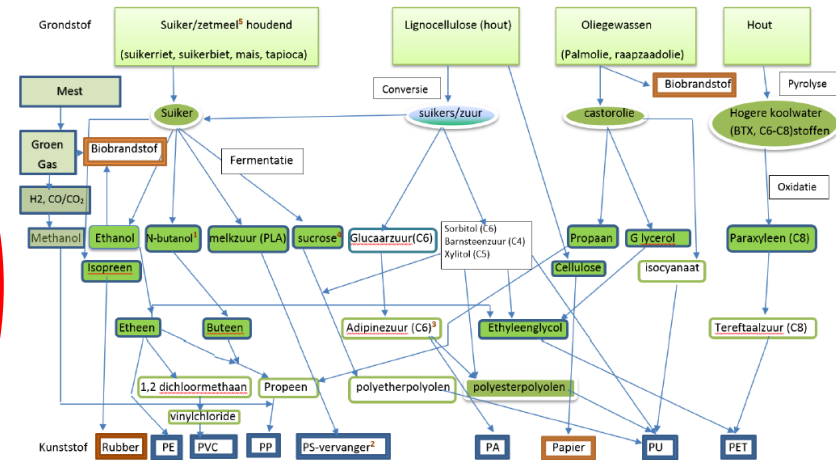 Grondstof
Suiker/zetmeel⁵ houdend
(suikerriet, suikerbiet, mais, tapioca)
Lignocellulose (hout)
Oliegewassen
(Palmolie, raapzaadolie)
Hout
Mest
Conversie
Biobrandstof
Pyrolyse
Suiker
suikers/zuur
castorolie
Hogere koolwater
(BTX, C6-C8)stoffen
Groen
Gas
Biobrandstof
Fermentatie
Oxidatie
H2, CO/CO₂
Methanol
Ethanol
N-butanol¹
melkzuur (PLA)
sucrose⁴
Glucaarzuur(C6)
Sorbitol (C6)
Barnsteenzuur (C4)
Xylitol (C5)
Propaan
G lycerol
Paraxyleen (C8)
Isopreen
Cellulose
isocyanaat
Etheen
Buteen
Adipinezuur (C6)³
Ethyleenglycol
Tereftaalzuur (C8)
1,2 dichloormethaan
Propeen
polyetherpolyolen
polyesterpolyolen
vinylchloride
Kunststof
Rubber
PE
PVC
PP
PS-vervanger²
PA
Papier
PU
PET